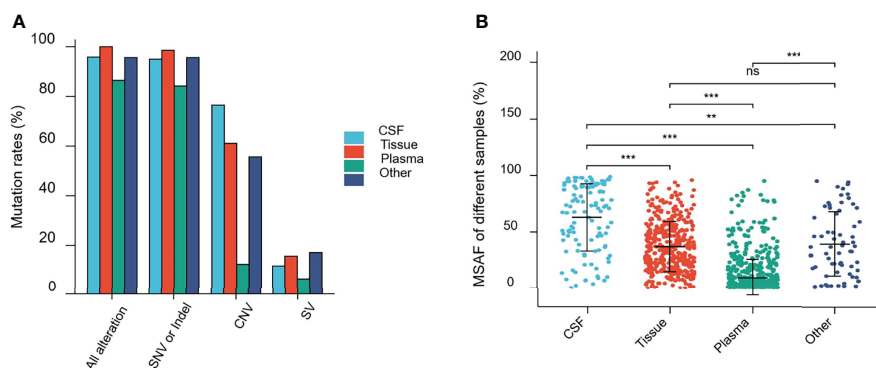 A
Mutation rates (%)
100
80
60
40
20
0
All alteration
SNV or Indel
CNV
SV
CSF
Tissue
Plasma
Other
B
MSAF of different samples (%)
200
150
100
50
0
***
ns
***
**
***
***
CSF
Tissue
Plasma
Other